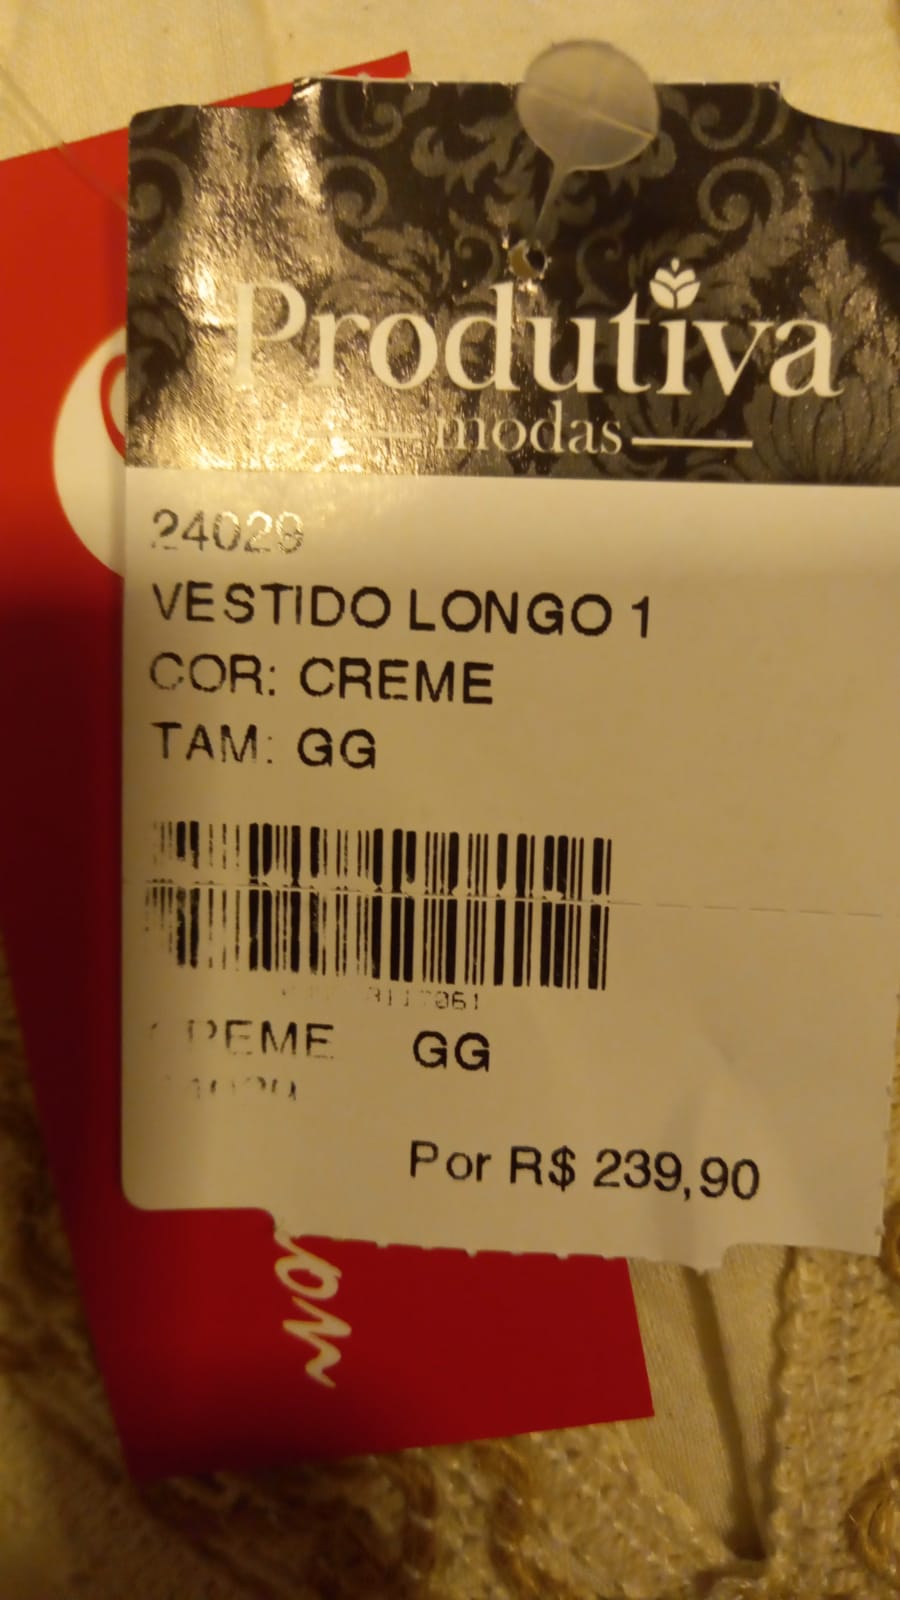 Produtiva
modas
24029
VESTIDO LONGO 1
COR: CREME
TAM: GG
GG
Por R$ 239,90